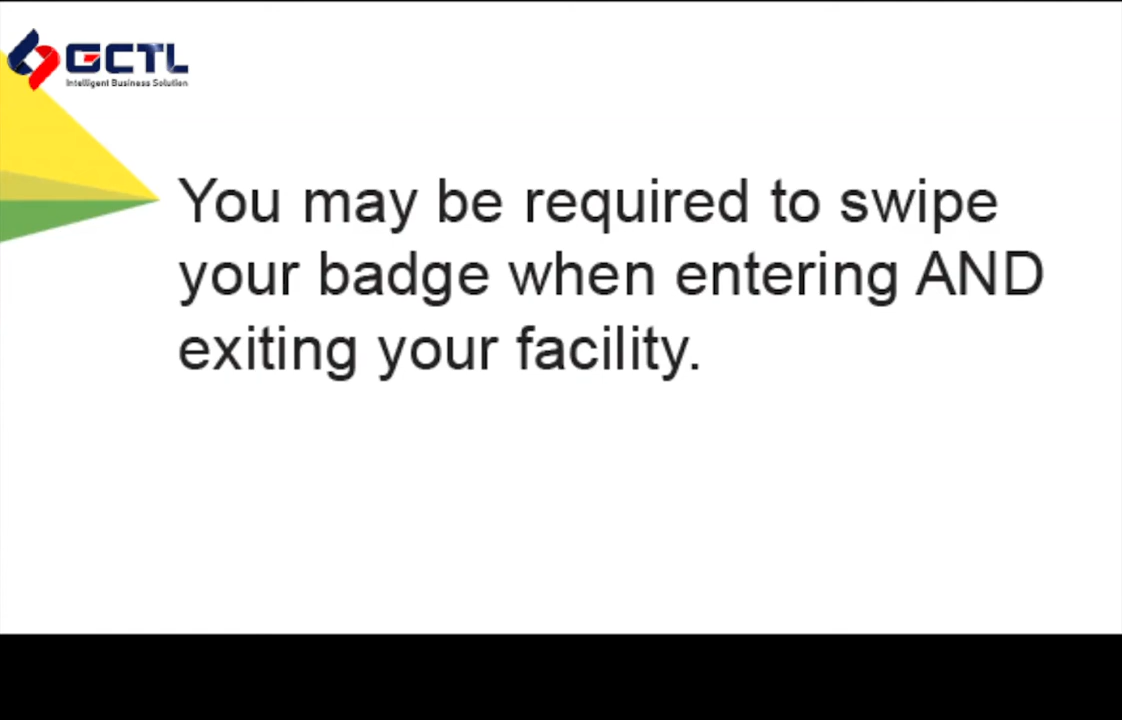 GCTL
Intelligent Business Solution
You may be required to swipe
your badge when entering AND
exiting your facility.